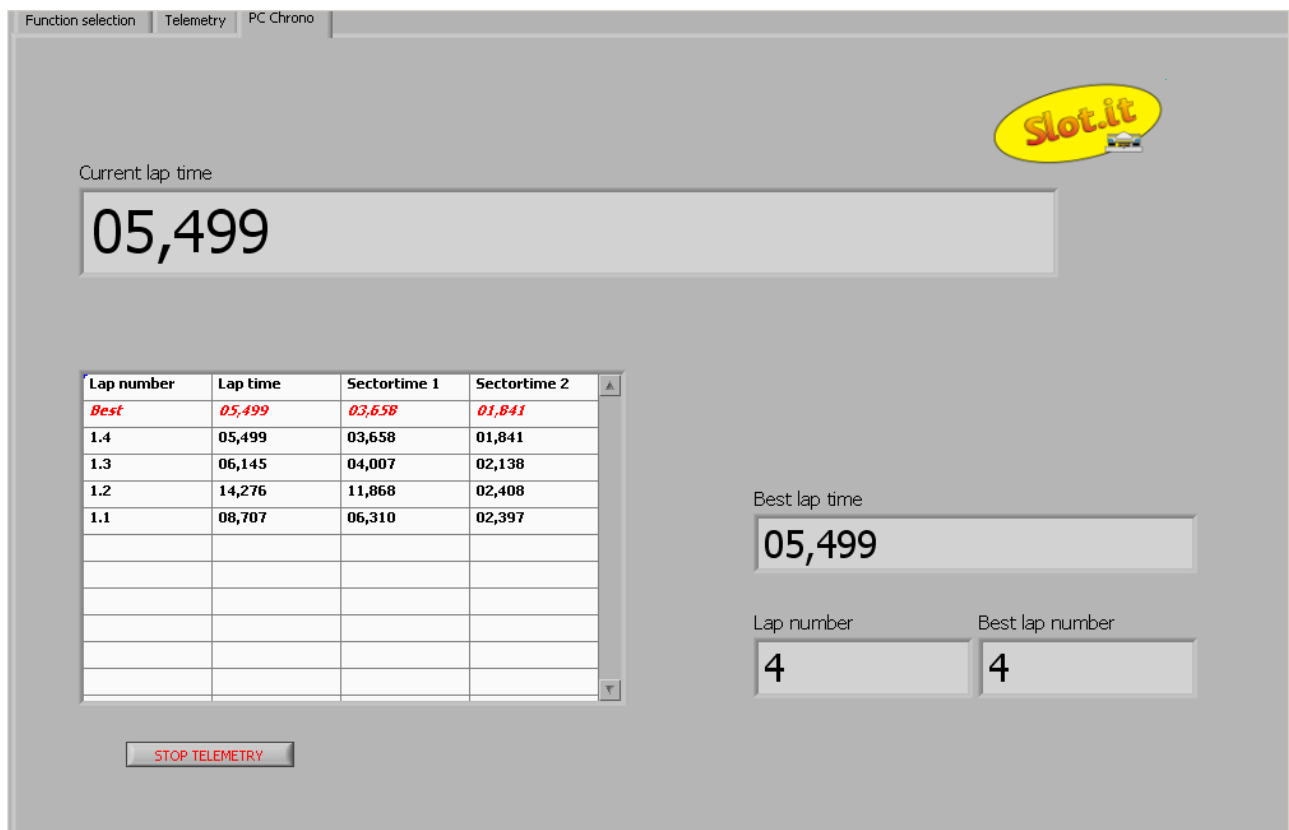 Function selection Telemetry PC Chrono
Slot.it
Current lap time
05,499
Lap number Lap time Sectortime 1 Sectortime 2
Best 05,499 03,658 01,841
1.4 05,499 03,658 01,841
1.3 06,145 04,007 02,138
1.2 14,276 11,868 02,408
1.1 08,707 06,310 02,397
Best lap time
05,499
Lap number Best lap number
4 4
STOP TELEMETRY